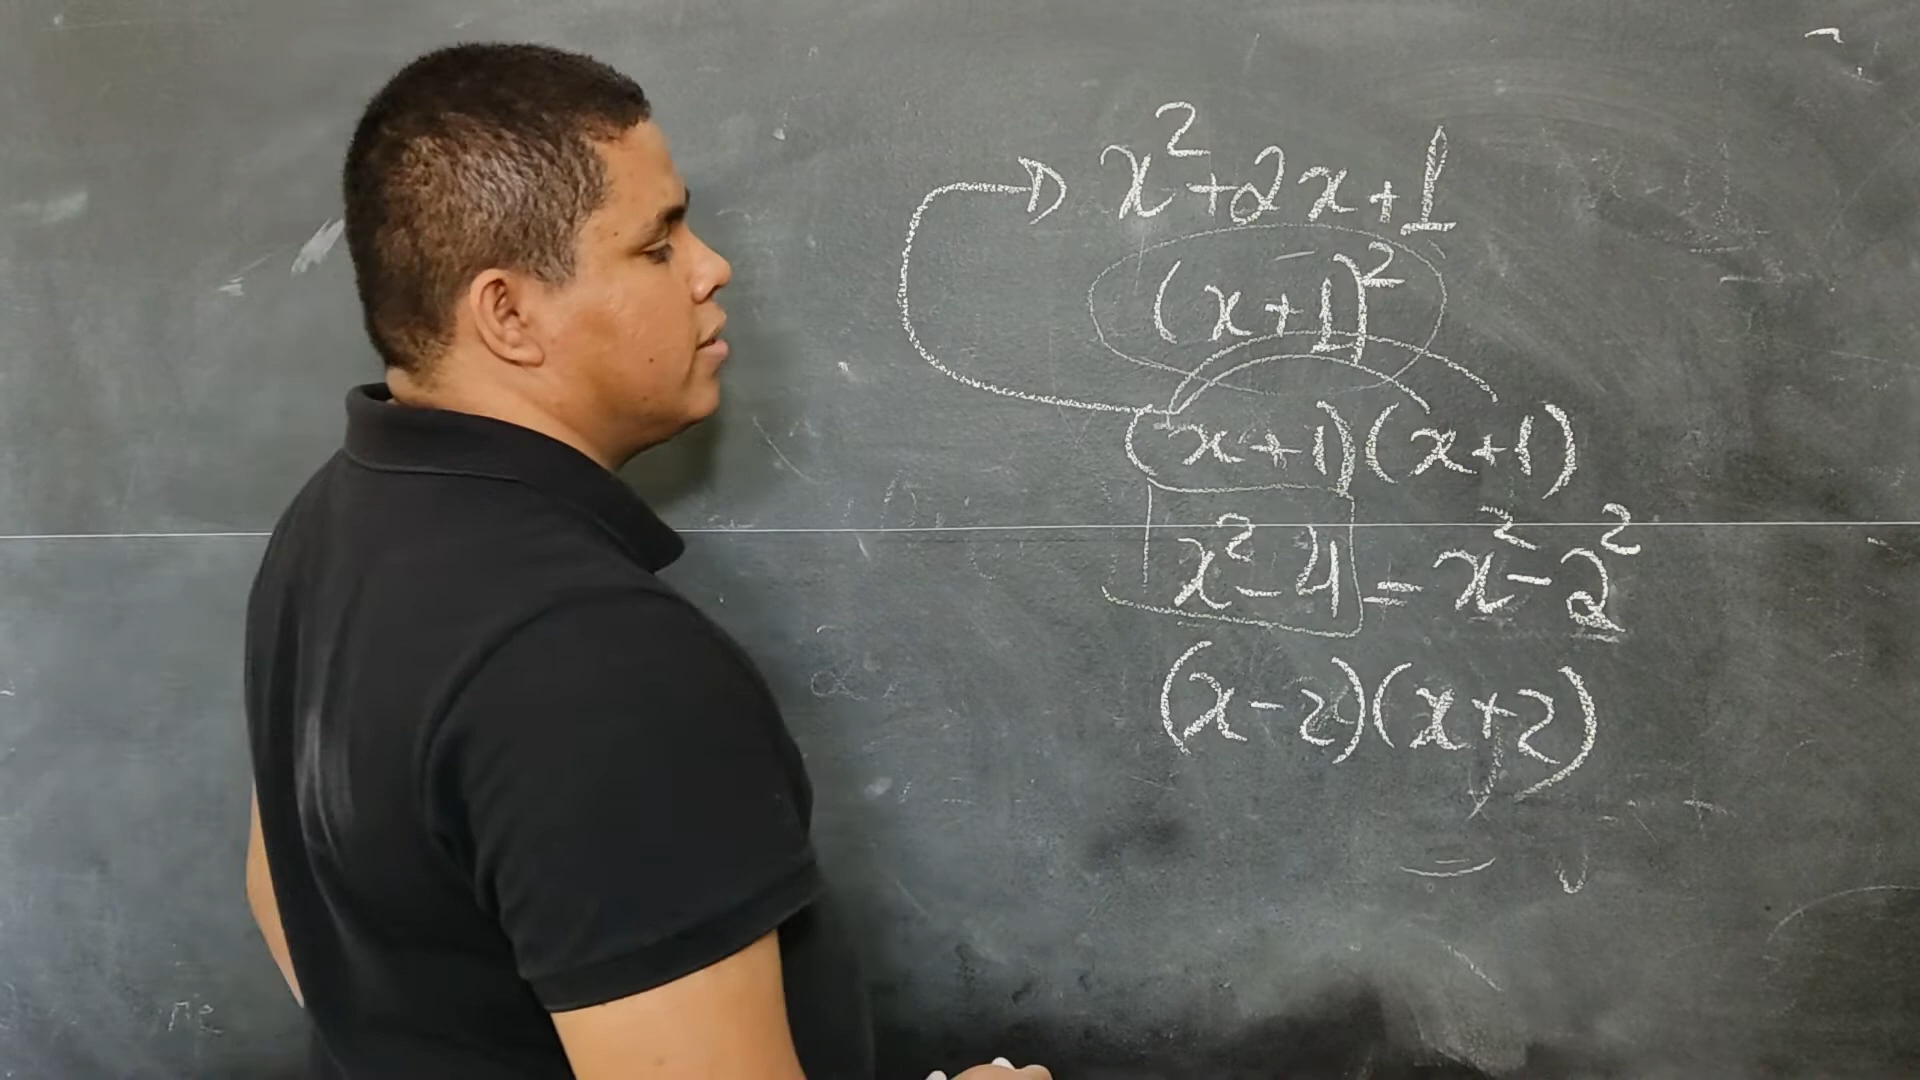 x²+2x+1
(x+1)²
(x+1)(x+1)
x²-4=x²-2²
(x-2)(x+2)